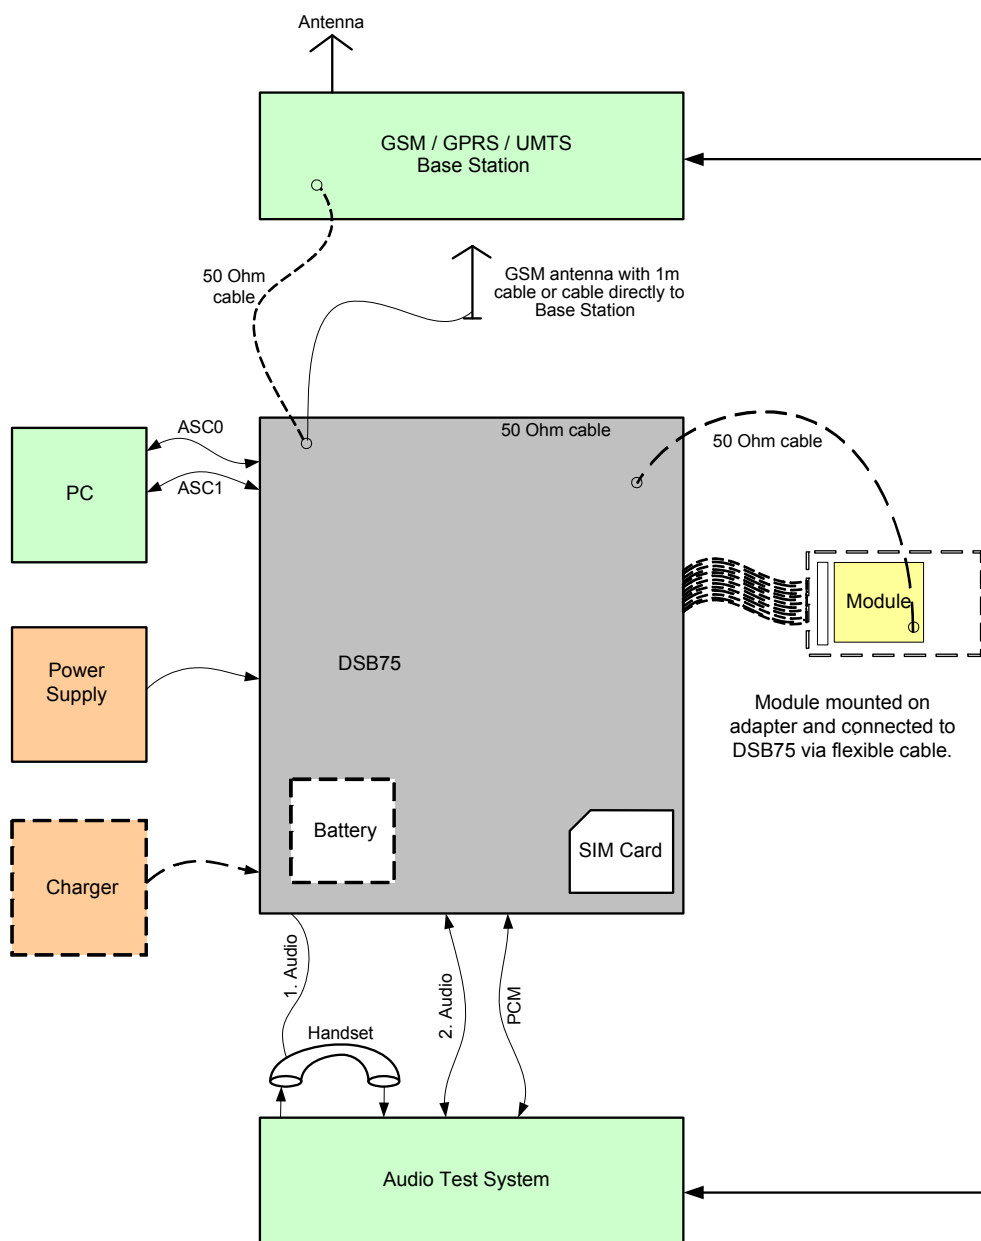 Antenna
GSM / GPRS / UMTS
Base Station
50 Ohm
cable
GSM antenna with 1m
cable or cable directly to
Base Station
ASC0
ASC1
PC
50 Ohm cable
50 Ohm cable
Module
Power
Supply
DSB75
Module mounted on
adapter and connected to
DSB75 via flexible cable.
Battery
SIM Card
Charger
1. Audio
2. Audio
PCM
Handset
Audio Test System